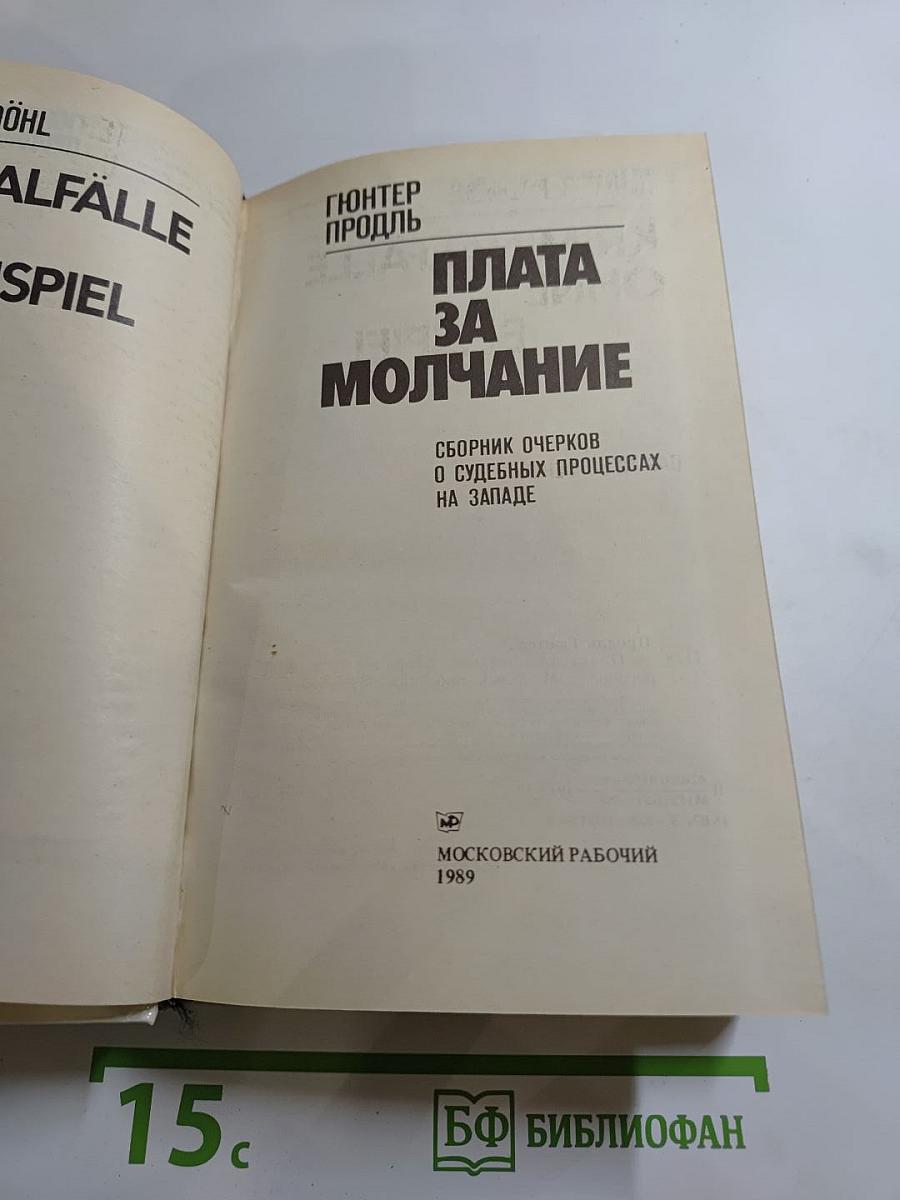 ÖHL
ALFÄLLE
SPIEL
ГЮНТЕР
ПРОДЛЬ
ПЛАТА
ЗА
МОЛЧАНИЕ
СБОРНИК ОЧЕРКОВ
О СУДЕБНЫХ ПРОЦЕССАХ
НА ЗАПАДЕ
МР
МОСКОВСКИЙ РАБОЧИЙ
1989
15 с
БФ БИБЛИОФАН